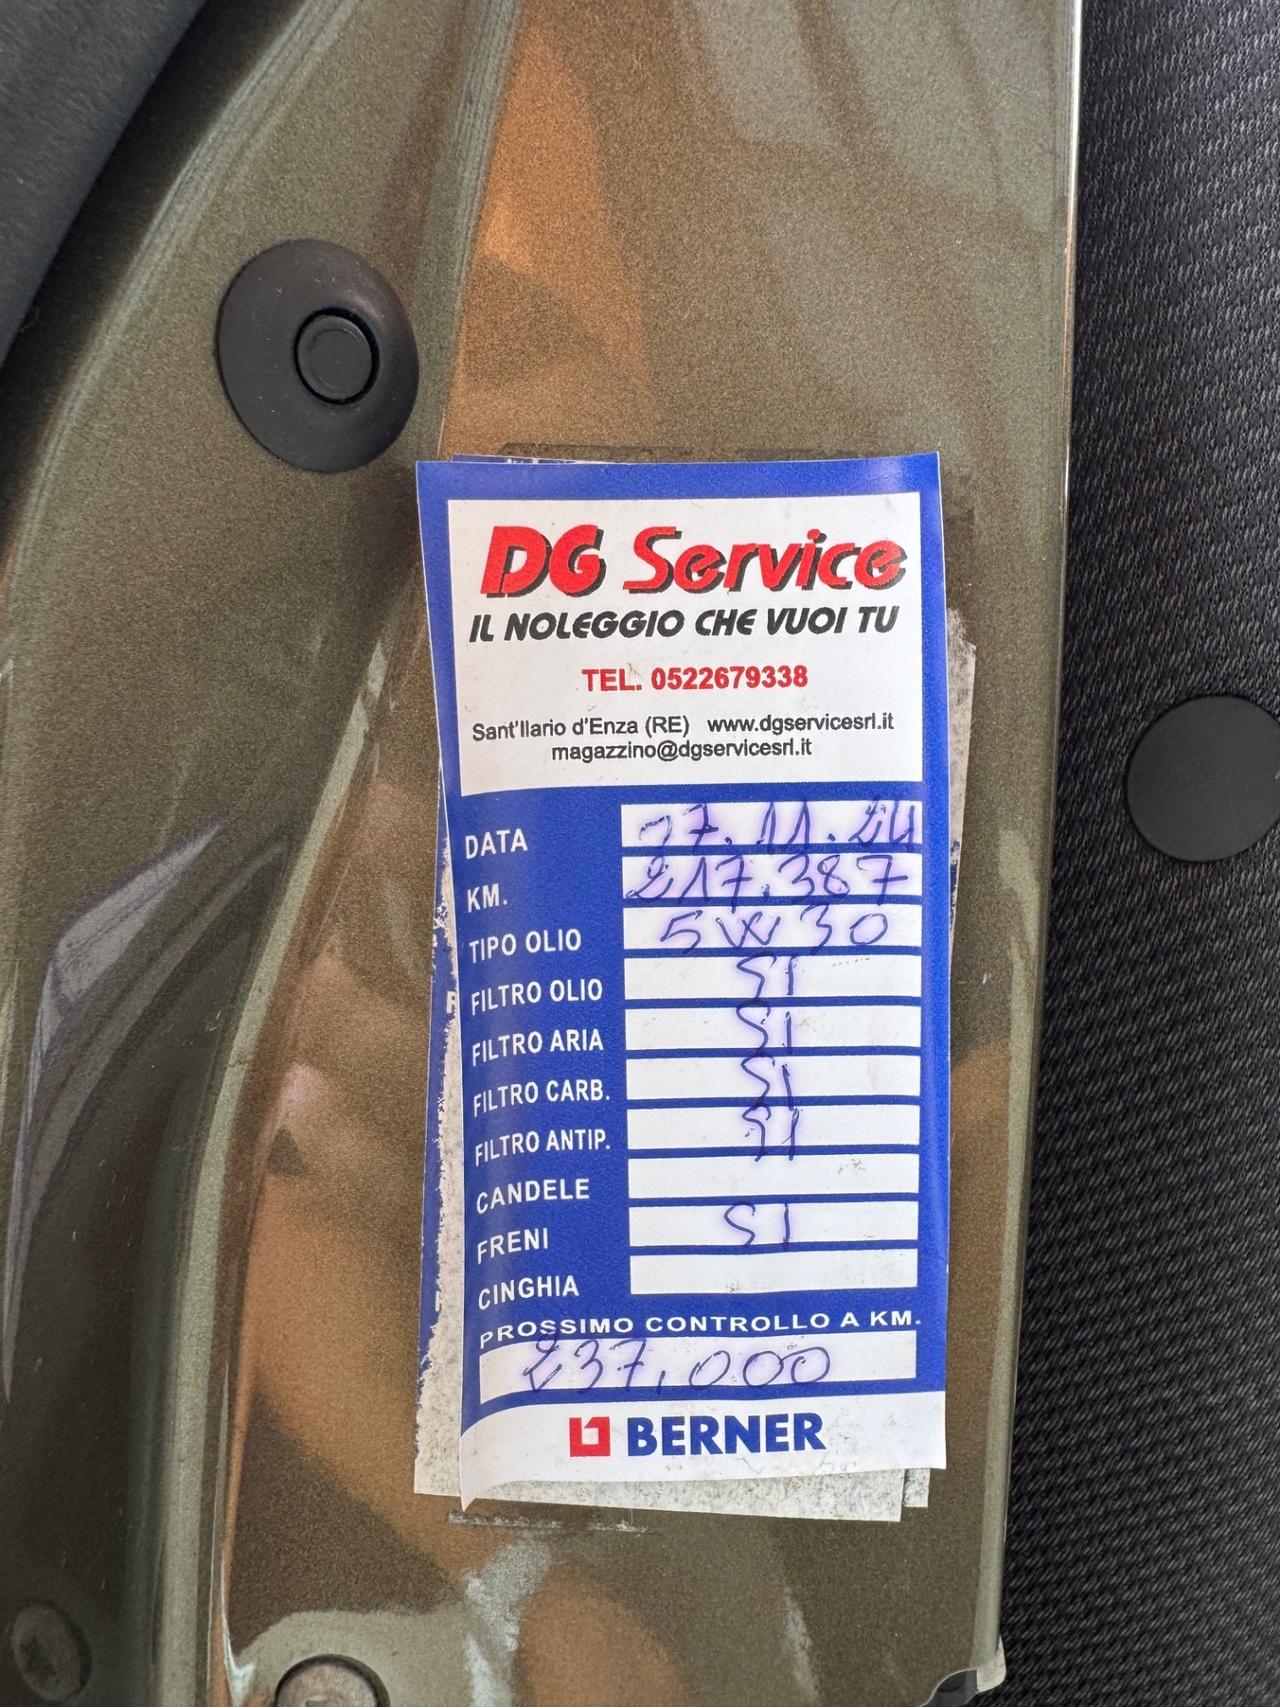 DG Service
IL NOLEGGIO CHE VUOI TU
TEL. 0522679338
Sant'Ilario d'Enza (RE) www.dgservicesrl.it
magazzino@dgservicesrl.it
DATA 27.11.24
KM. 217.387
TIPO OLIO 5W30
FILTRO OLIO SI
FILTRO ARIA SI
FILTRO CARB. SI
FILTRO ANTIP. SI
CANDELE
FRENI SI
CINGHIA
PROSSIMO CONTROLLO A KM.
237.000
BERNER